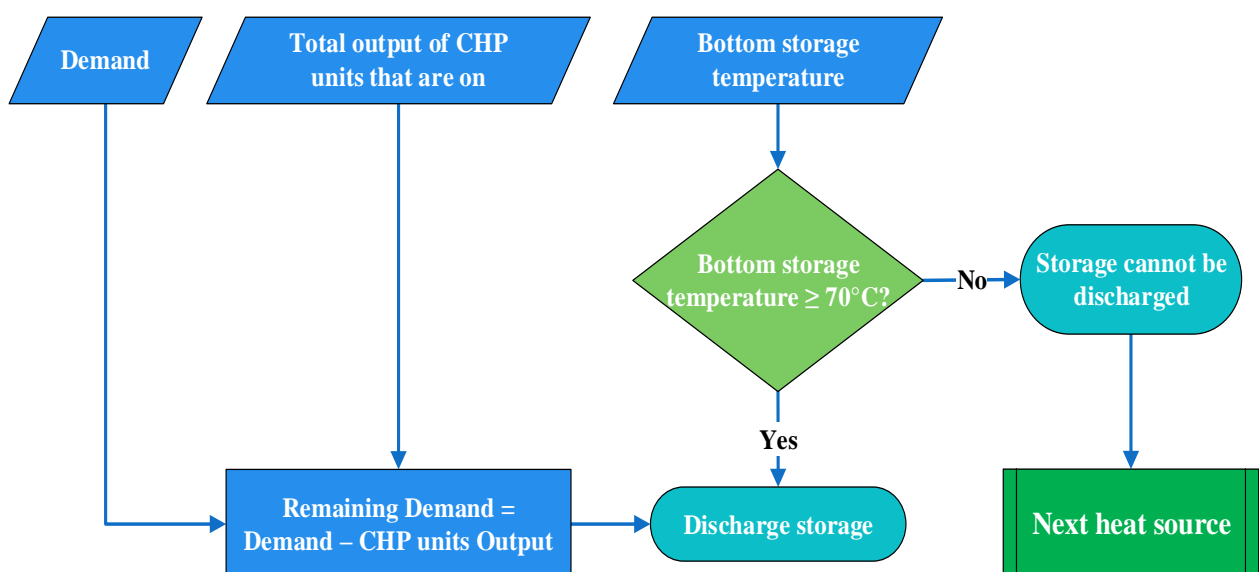 Demand
Total output of CHP
units that are on
Bottom storage
temperature
Bottom storage
temperature ≥ 70°C?
No
Storage cannot be
discharged
Yes
Remaining Demand =
Demand – CHP units Output
Discharge storage
Next heat source